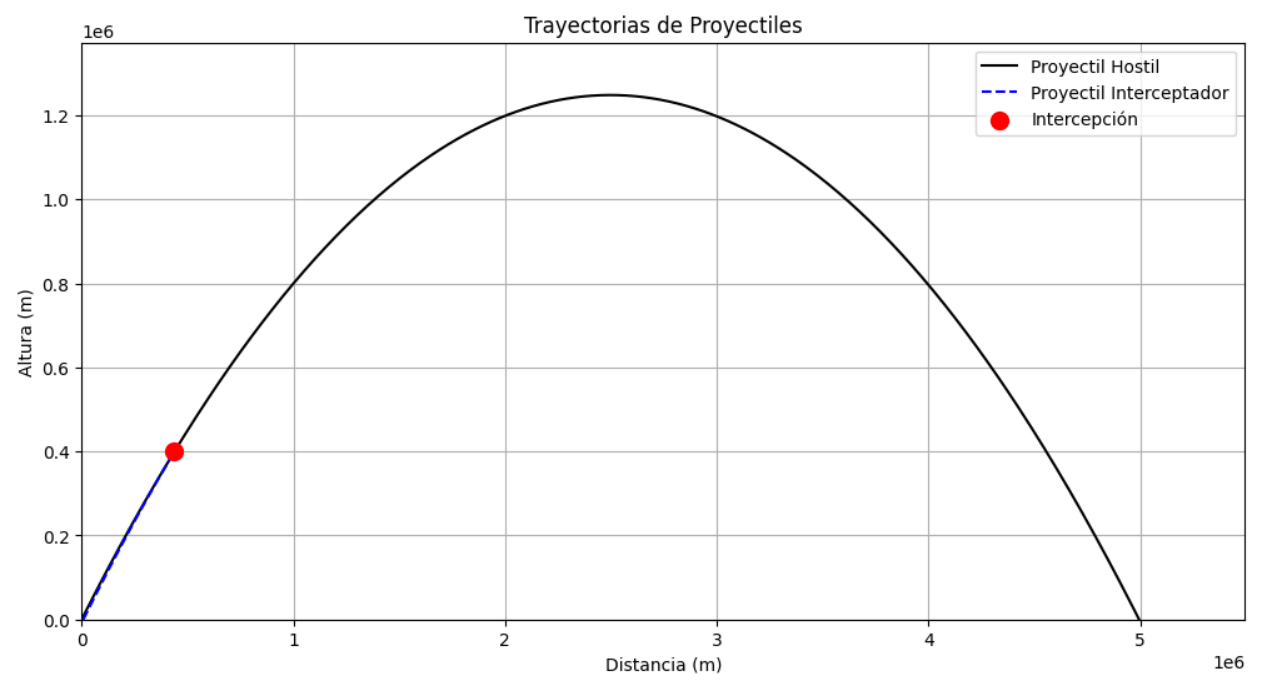 Trayectorias de Proyectiles
1e6
Proyectil Hostil
Proyectil Interceptador
Intercepción
1.2
1.0
0.8
0.6
0.4
0.2
0.0
Altura (m)
0 1 2 3 4 5
Distancia (m)
1e6